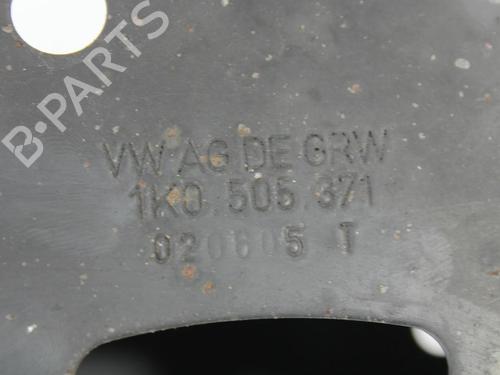 B-PARTS
VW AG DE GRW
1K0.505.371
020605 T